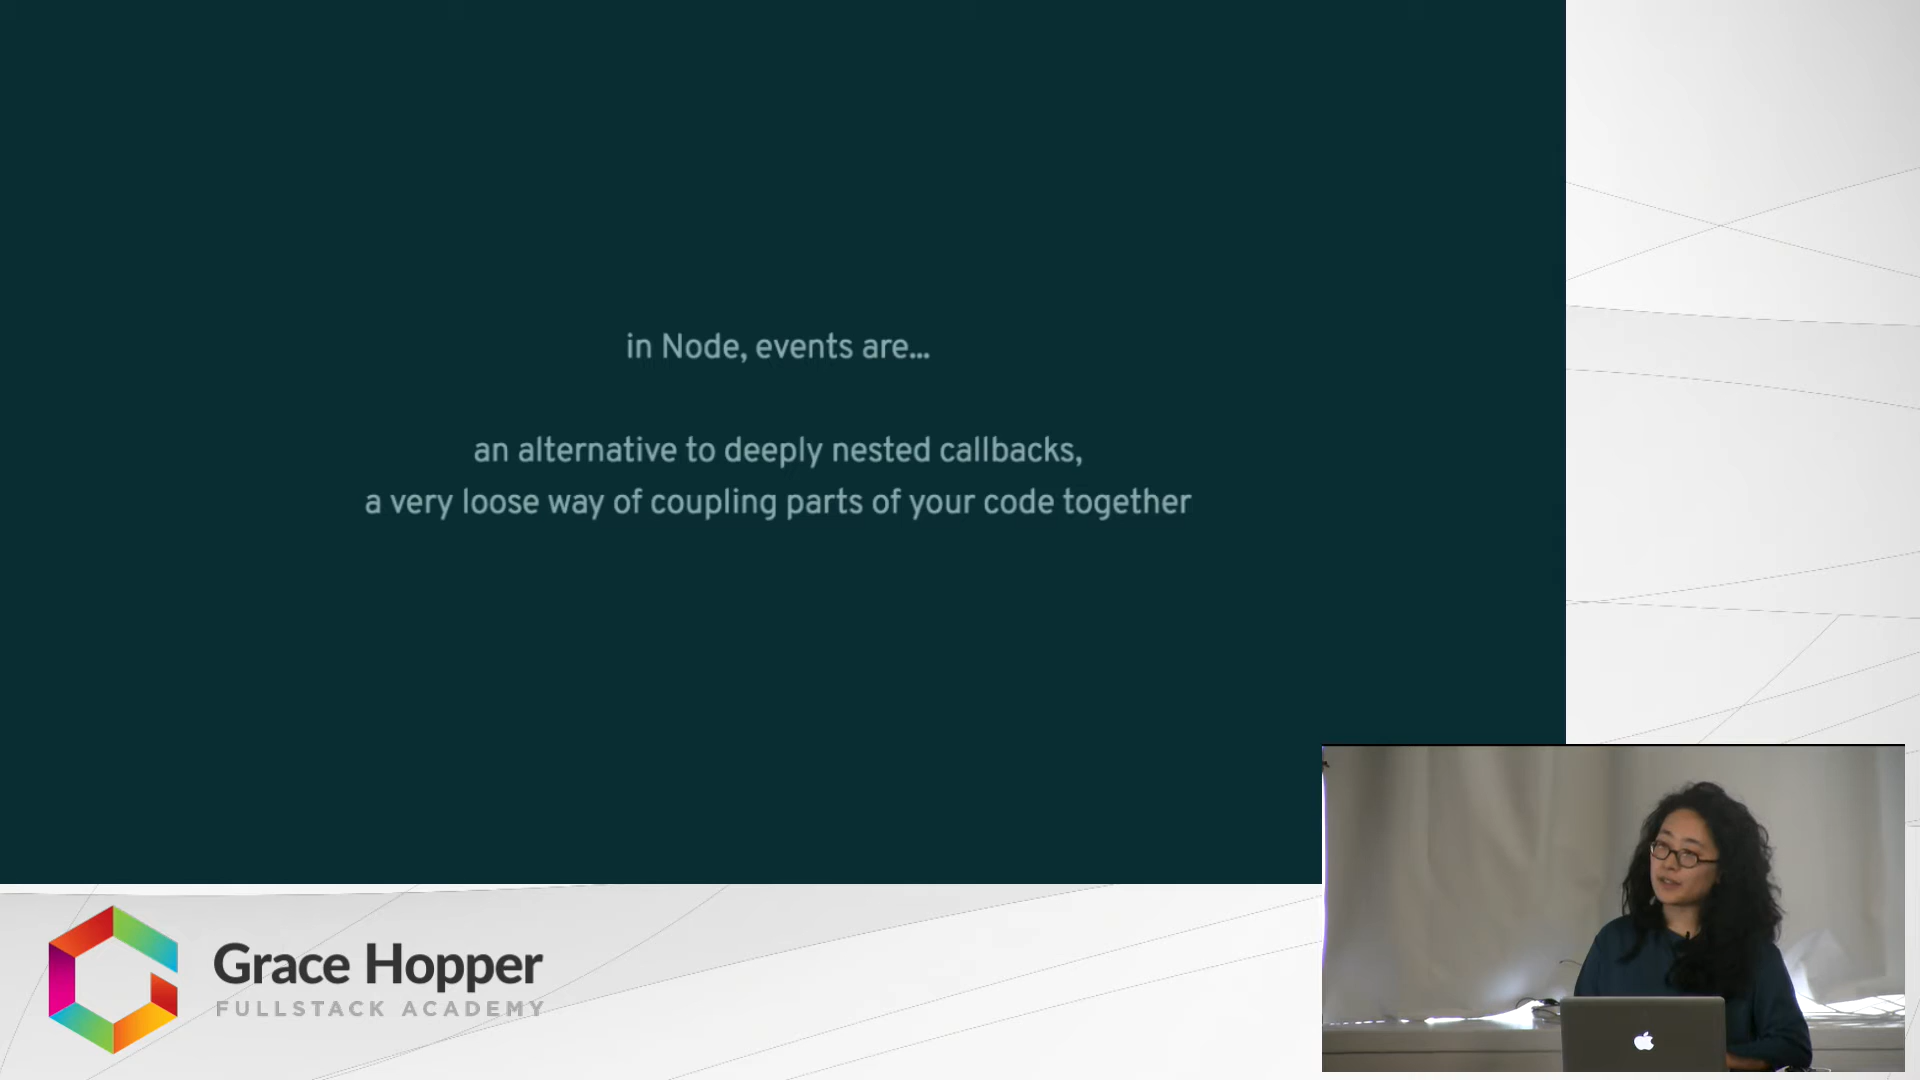 in Node, events are...
an alternative to deeply nested callbacks,
a very loose way of coupling parts of your code together
Grace Hopper
FULLSTACK ACADEMY